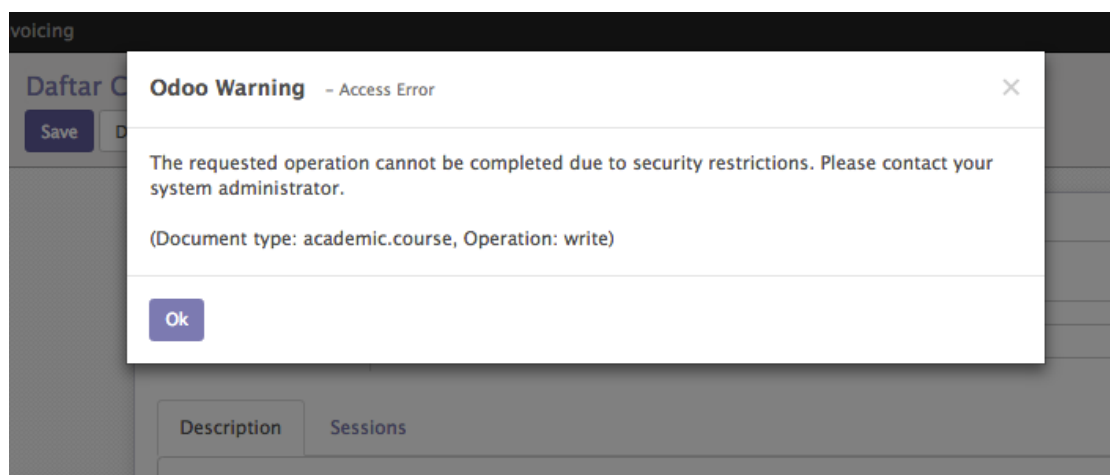 voicing
Daftar C
Save D
Odoo Warning – Access Error ×
The requested operation cannot be completed due to security restrictions. Please contact your
system administrator.
(Document type: academic.course, Operation: write)
Ok
Description Sessions